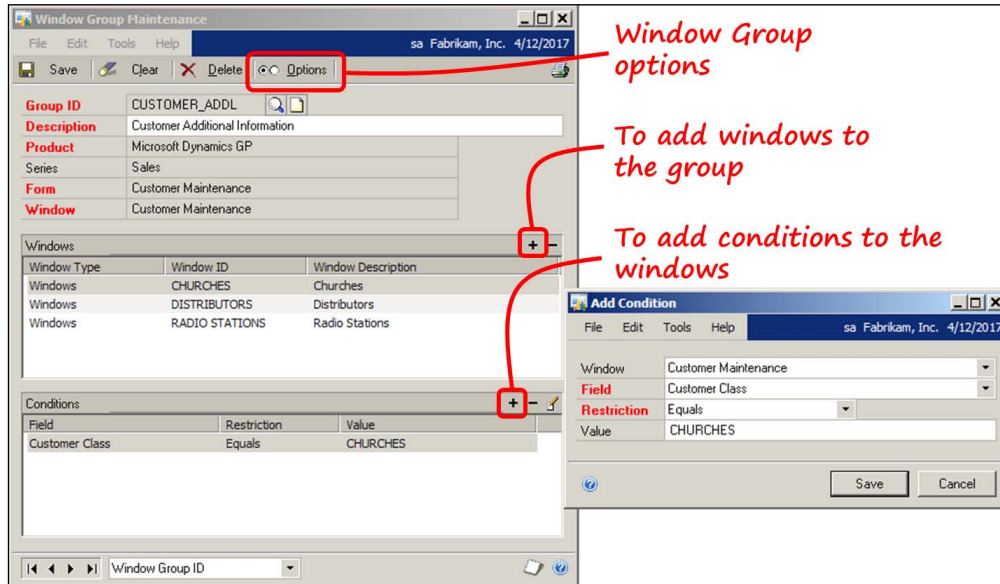 Window Group Maintenance
File Edit Tools Help sa Fabrikam, Inc. 4/12/2017
Save Clear Delete Options
Group ID CUSTOMER_ADDL
Description Customer Additional Information
Product Microsoft Dynamics GP
Series Sales
Form Customer Maintenance
Window Customer Maintenance
Windows
Window Type Window ID Window Description
Windows CHURCHES Churches
Windows DISTRIBUTORS Distributors
Windows RADIO STATIONS Radio Stations
Conditions
Field Restriction Value
Customer Class Equals CHURCHES
Window Group ID
Window Group
options
To add windows to
the group
To add conditions to the
windows
Add Condition
File Edit Tools Help sa Fabrikam, Inc. 4/12/2017
Window Customer Maintenance
Field Customer Class
Restriction Equals
Value CHURCHES
Save Cancel